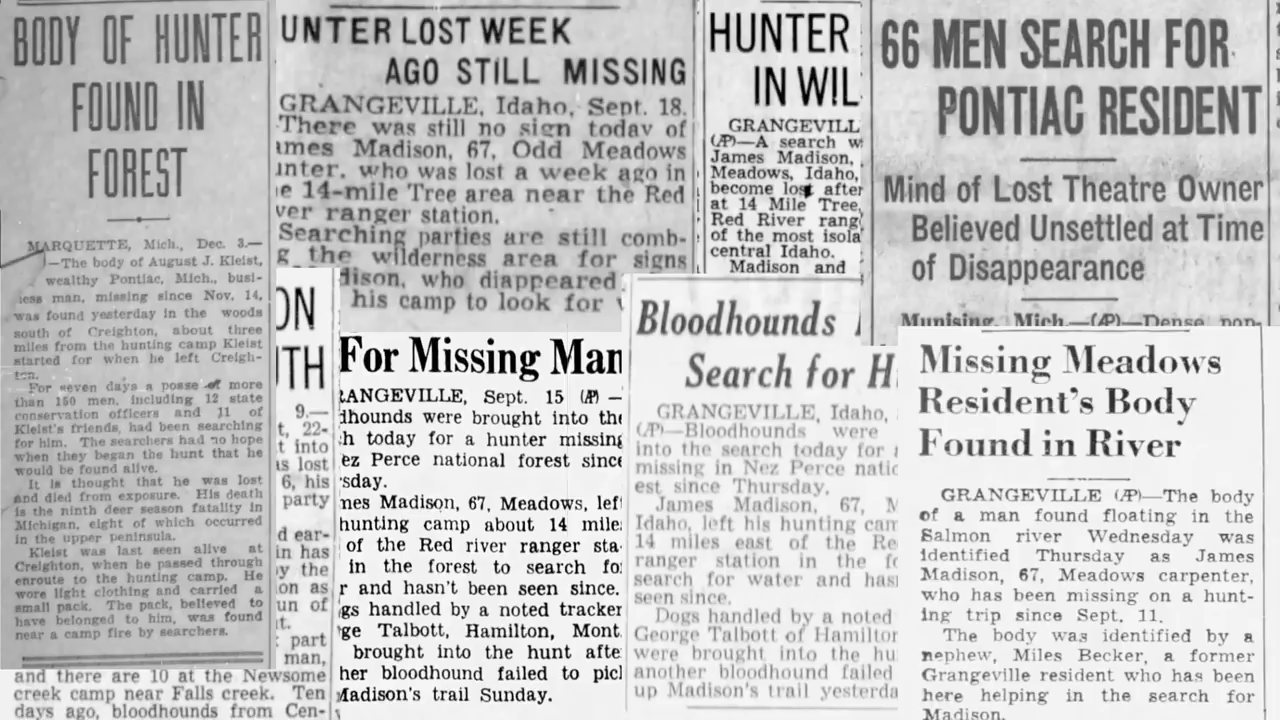 BODY OF HUNTER
FOUND IN
FOREST
MARQUETTE, Mich., Dec. 3.—
—The body of August J. Kleist,
wealthy Pontiac, Mich., busi-
less man, missing since Nov. 14,
was found yesterday in the woods
south of Creighton, about three
miles from the hunting camp Kleist
started for when he left Creigh-
ton.
For seven days a posse of more
than 150 men, including 12 state
conservation officers and 11 of
Kleist's friends, had been searching
for him. The searchers had no hope
when they began the hunt that he
would be found alive.
It is thought that he was lost
and died from exposure. His death
is the ninth deer season fatality in
Michigan, eight of which occurred
in the upper peninsula.
Kleist was last seen alive at
Creighton, when he passed through
enroute to the hunting camp. He
wore light clothing and carried a
small pack. The pack, believed to
have belonged to him, was found
near a camp fire by searchers.
and there are 10 at the Newsome
creek camp near Falls creek. Ten
days ago, bloodhounds from Cen-
UNTER LOST WEEK
AGO STILL MISSING
GRANGEVILLE, Idaho, Sept. 18.
There was still no sign today of
ames Madison, 67, Odd Meadows
unter, who was lost a week ago in
e 14-mile Tree area near the Red
ver ranger station.
Searching parties are still comb-
g the wilderness area for signs
dison, who diappeared
his camp to look for
ON
TH
9.—
t, 22-
t into
as lost
6, his
party
d ear-
in has
y the
ion as
un of
t.
part
man,
For Missing Man
RANGEVILLE, Sept. 15 (AP) —
dhounds were brought into the
h today for a hunter missing
ez Perce national forest since
sday.
mes Madison, 67, Meadows, left
hunting camp about 14 mile
of the Red river ranger sta-
in the forest to search fo
r and hasn't been seen since.
gs handled by a noted tracker
ge Talbott, Hamilton, Mont.
brought into the hunt afte
her bloodhound failed to picl
Madison's trail Sunday.
HUNTER
IN WIL
GRANGEVILL
(AP)—A search w
James Madison,
Meadows, Idaho,
become lost after
at 14 Mile Tree,
Red River rang
of the most isola
central Idaho.
Madison and
Bloodhounds
Search for H
GRANGEVILLE, Idaho,
(AP)—Bloodhounds were
into the search today for
missing in Nez Perce natio
est since Thursday.
James Madison, 67, M
Idaho, left his hunting cam
14 miles east of the Re
ranger station in the fo
search for water and hasn
seen since.
Dogs handled by a noted
George Talbott of Hamilton
were brought into the hu
another bloodhound failed
up Madison's trail yesterda
66 MEN SEARCH FOR
PONTIAC RESIDENT
Mind of Lost Theatre Owner
Believed Unsettled at Time
of Disappearance
Munising, Mich.—(AP)—Dense pop-
Missing Meadows
Resident's Body
Found in River
GRANGEVILLE (AP)—The body
of a man found floating in the
Salmon river Wednesday was
identified Thursday as James
Madison, 67, Meadows carpenter,
who has been missing on a hunt-
ing trip since Sept. 11.
The body was identified by a
nephew, Miles Becker, a former
Grangeville resident who has been
here helping in the search for
Madison.